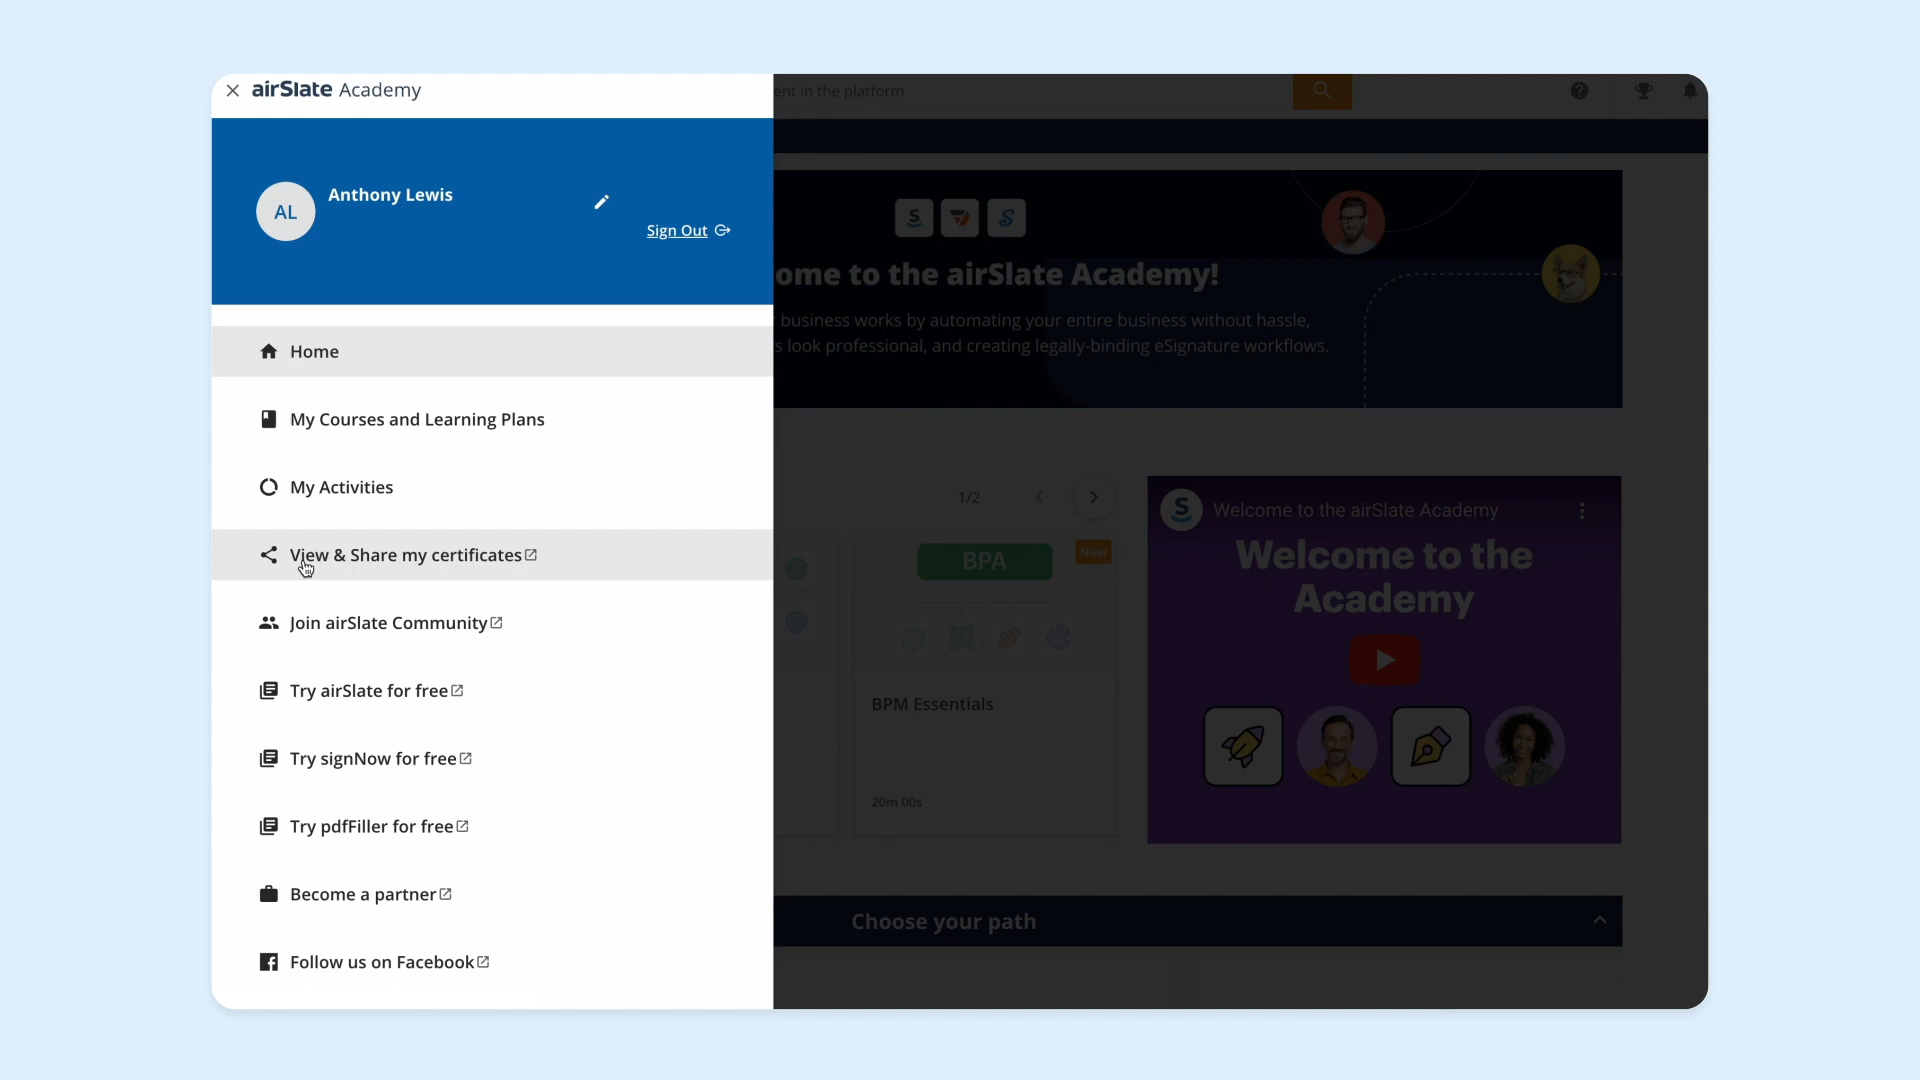 airSlate Academy
ent in the platform
AL
Anthony Lewis
Sign Out
Home
My Courses and Learning Plans
My Activities
View & Share my certificates
Join airSlate Community
Try airSlate for free
Try signNow for free
Try pdfFiller for free
Become a partner
Follow us on Facebook
ome to the airSlate Academy!
business works by automating your entire business without hassle,
s look professional, and creating legally-binding eSignature workflows.
1/2
BPA
New
BPM Essentials
20m 00s
Welcome to the airSlate Academy
Welcome to the
Academy
Choose your path